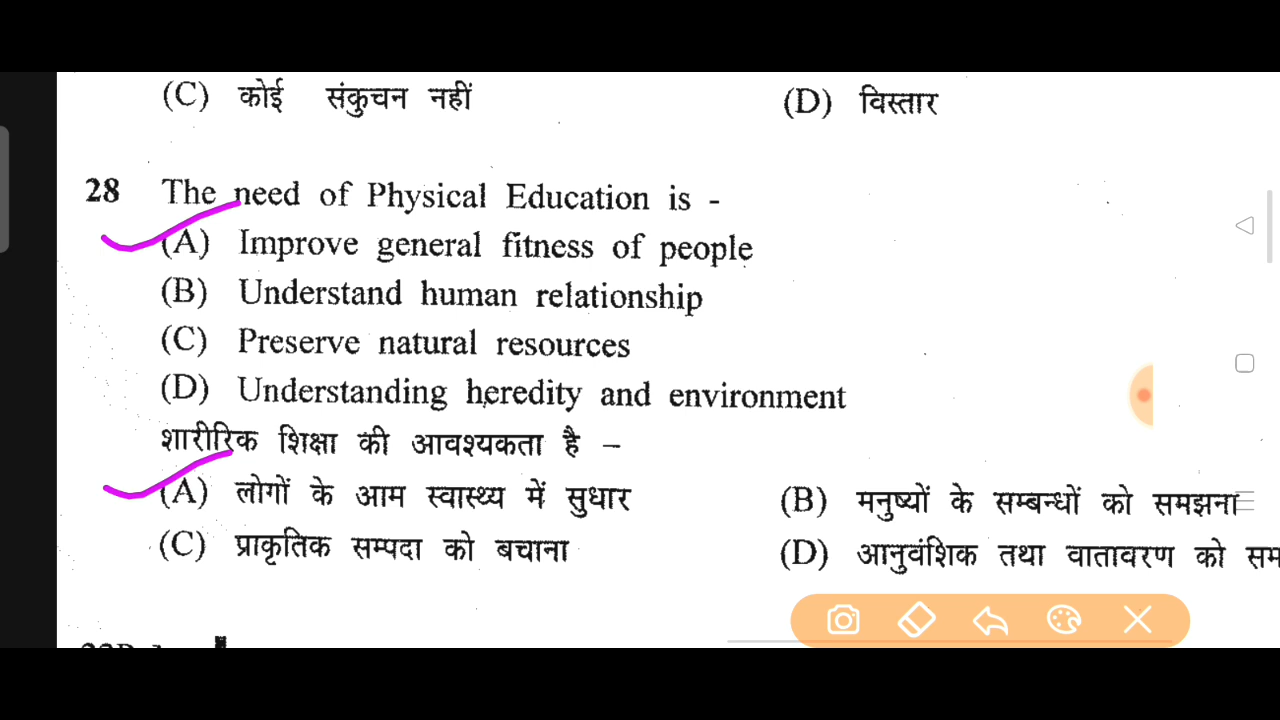 (C) कोई संकुचन नहीं (D) विस्तार
28 The need of Physical Education is -
(A) Improve general fitness of people
(B) Understand human relationship
(C) Preserve natural resources
(D) Understanding heredity and environment
शारीरिक शिक्षा की आवश्यकता है –
(A) लोगों के आम स्वास्थ्य में सुधार (B) मनुष्यों के सम्बन्धों को समझना
(C) प्राकृतिक सम्पदा को बचाना (D) आनुवंशिक तथा वातावरण को